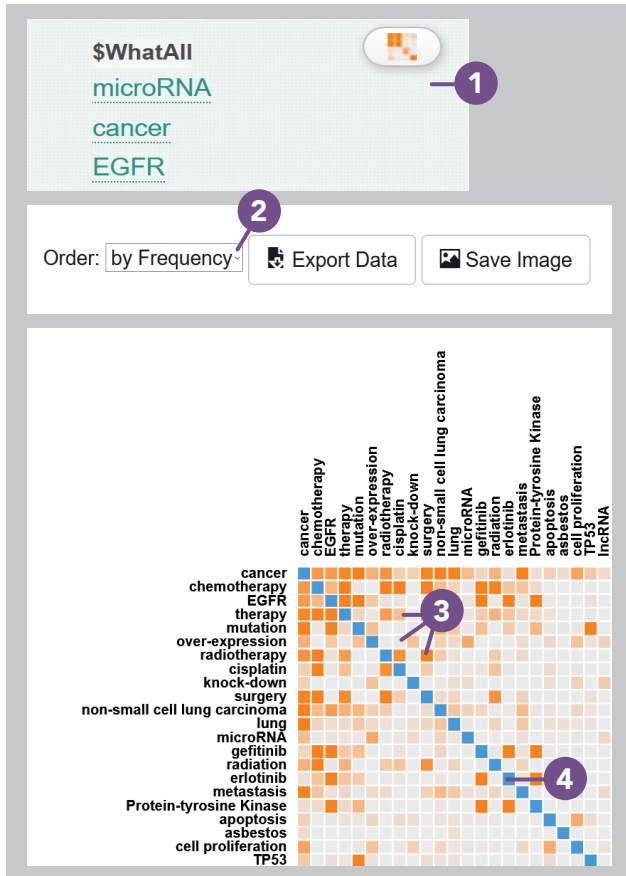 $WhatAll
microRNA
1
cancer
EGFR
2
Order: by Frequency Export Data Save Image
cancer
chemotherapy
EGFR
therapy
mutation
over-expression
radiotherapy
cisplatin
knock-down
surgery
non-small cell lung carcinoma
lung
microRNA
gefitinib
radiation
erlotinib
metastasis
Protein-tyrosine Kinase
apoptosis
asbestos
cell proliferation
TP53
lncRNA
cancer
chemotherapy
EGFR
therapy
3
mutation
over-expression
radiotherapy
cisplatin
knock-down
surgery
non-small cell lung carcinoma
lung
microRNA
gefitinib
radiation
erlotinib
4
metastasis
Protein-tyrosine Kinase
apoptosis
asbestos
cell proliferation
TP53